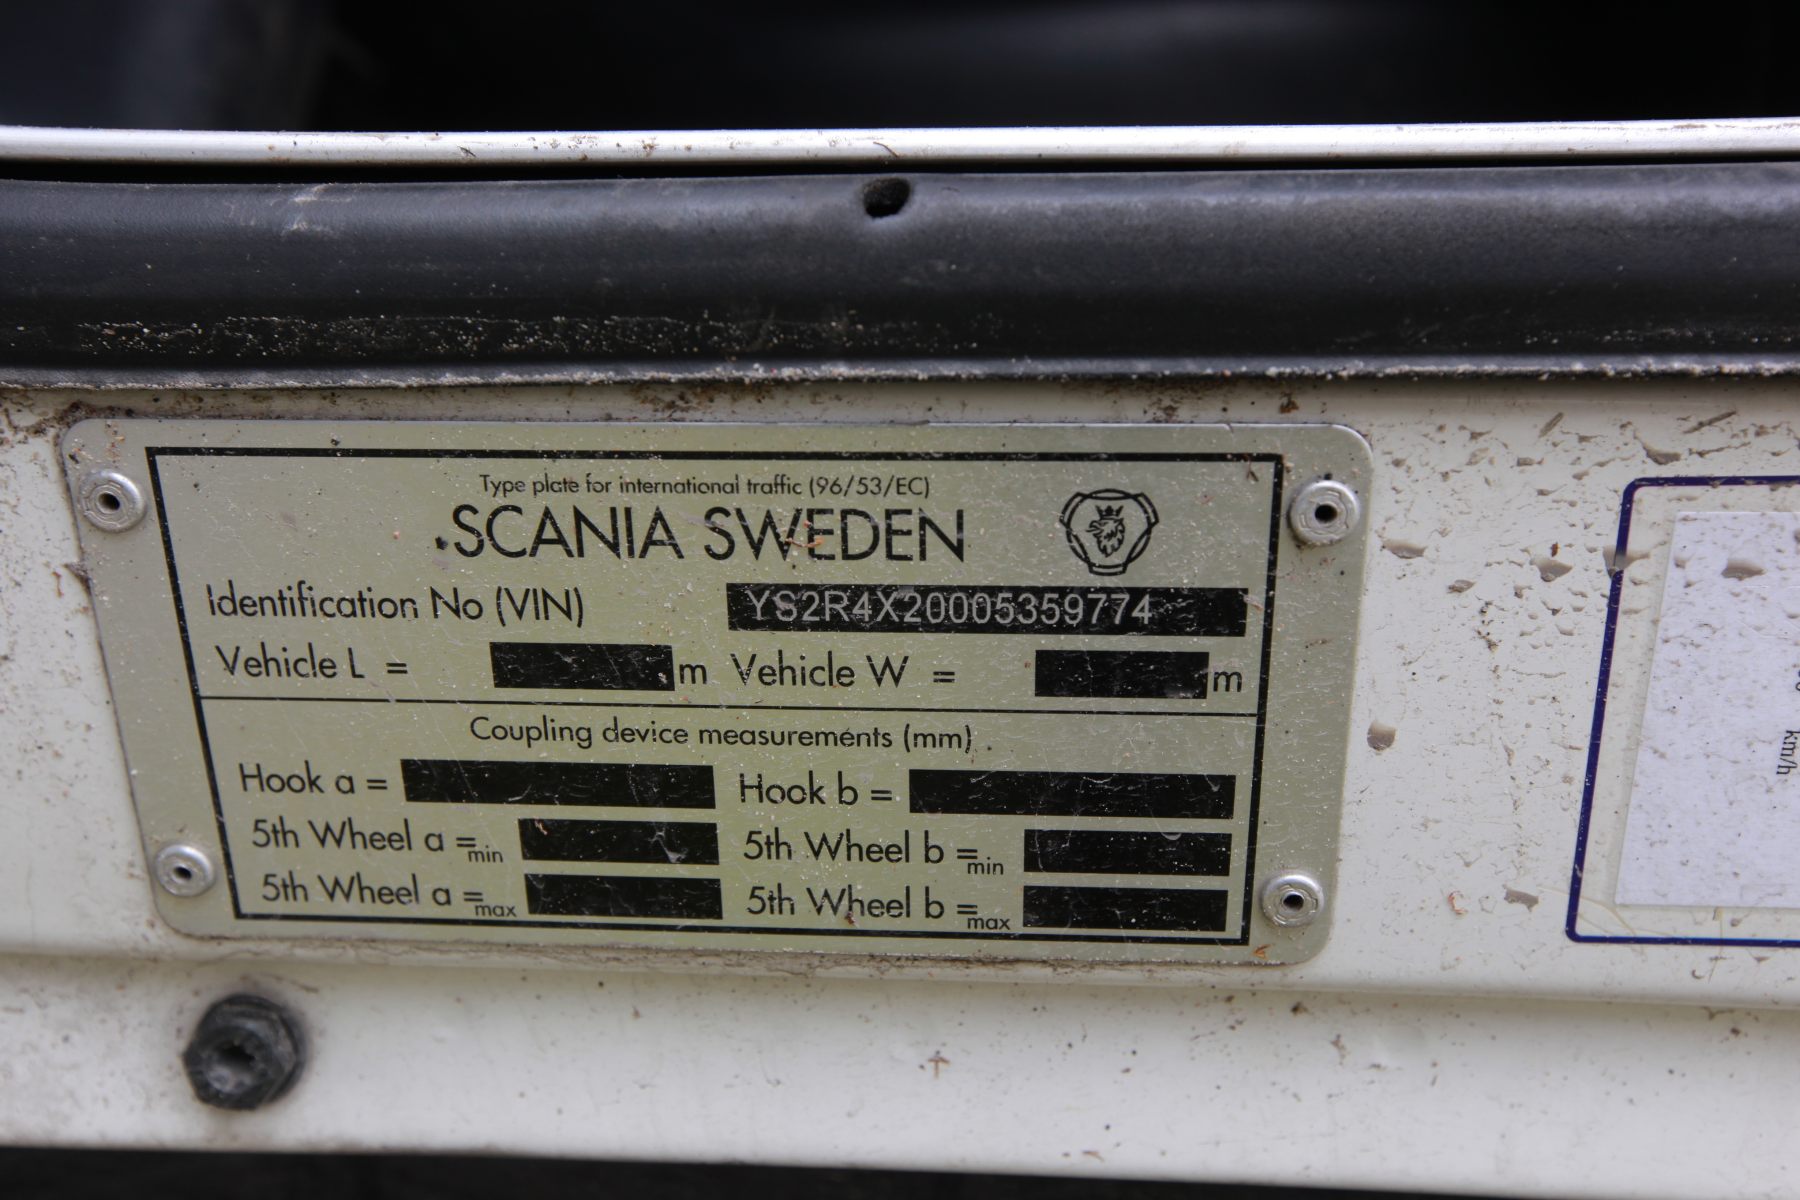 Type plate for international traffic (96/53/EC)
SCANIA SWEDEN
Identification No (VIN) YS2R4X20005359774
Vehicle L = m Vehicle W = m
Coupling device measurements (mm)
Hook a = Hook b =
5th Wheel a =min 5th Wheel b =min
5th Wheel a =max 5th Wheel b =max
km/h